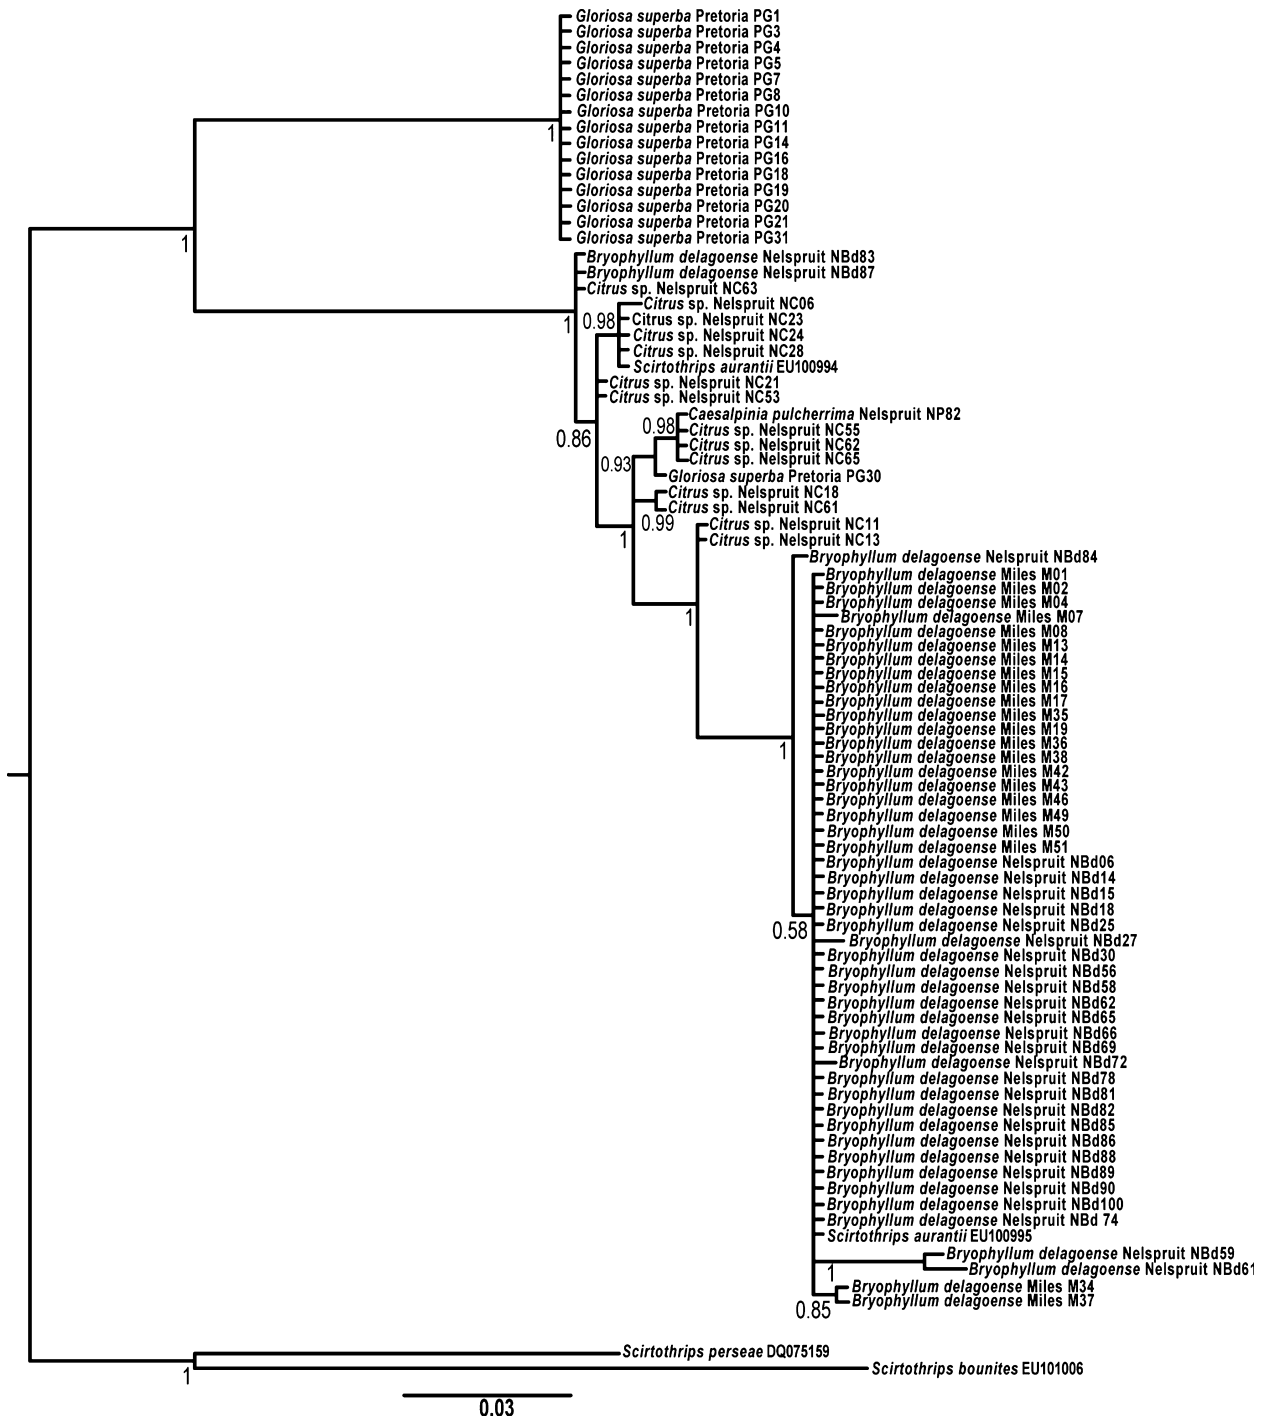 Gloriosa superba Pretoria PG1
Gloriosa superba Pretoria PG3
Gloriosa superba Pretoria PG4
Gloriosa superba Pretoria PG5
Gloriosa superba Pretoria PG7
Gloriosa superba Pretoria PG8
Gloriosa superba Pretoria PG10
Gloriosa superba Pretoria PG11
1
Gloriosa superba Pretoria PG14
Gloriosa superba Pretoria PG16
Gloriosa superba Pretoria PG18
Gloriosa superba Pretoria PG19
Gloriosa superba Pretoria PG20
Gloriosa superba Pretoria PG21
Gloriosa superba Pretoria PG31
1
Bryophyllum delagoense Nelspruit NBd83
Bryophyllum delagoense Nelspruit NBd87
Citrus sp. Nelspruit NC63
Citrus sp. Nelspruit NC06
1
0.98
Citrus sp. Nelspruit NC23
Citrus sp. Nelspruit NC24
Citrus sp. Nelspruit NC28
Scirtothrips aurantii EU100994
Citrus sp. Nelspruit NC21
Citrus sp. Nelspruit NC53
Caesalpinia pulcherrima Nelspruit NP82
0.98
Citrus sp. Nelspruit NC55
0.86
Citrus sp. Nelspruit NC62
Citrus sp. Nelspruit NC65
0.93
Gloriosa superba Pretoria PG30
Citrus sp. Nelspruit NC18
Citrus sp. Nelspruit NC61
0.99
Citrus sp. Nelspruit NC11
1
Citrus sp. Nelspruit NC13
Bryophyllum delagoense Nelspruit NBd84
Bryophyllum delagoense Miles M01
Bryophyllum delagoense Miles M02
Bryophyllum delagoense Miles M04
1
Bryophyllum delagoense Miles M07
Bryophyllum delagoense Miles M08
Bryophyllum delagoense Miles M13
Bryophyllum delagoense Miles M14
Bryophyllum delagoense Miles M15
Bryophyllum delagoense Miles M16
Bryophyllum delagoense Miles M17
Bryophyllum delagoense Miles M35
Bryophyllum delagoense Miles M19
Bryophyllum delagoense Miles M36
1
Bryophyllum delagoense Miles M38
Bryophyllum delagoense Miles M42
Bryophyllum delagoense Miles M43
Bryophyllum delagoense Miles M46
Bryophyllum delagoense Miles M49
Bryophyllum delagoense Miles M50
Bryophyllum delagoense Miles M51
Bryophyllum delagoense Nelspruit NBd06
Bryophyllum delagoense Nelspruit NBd14
Bryophyllum delagoense Nelspruit NBd15
Bryophyllum delagoense Nelspruit NBd18
Bryophyllum delagoense Nelspruit NBd25
0.58
Bryophyllum delagoense Nelspruit NBd27
Bryophyllum delagoense Nelspruit NBd30
Bryophyllum delagoense Nelspruit NBd56
Bryophyllum delagoense Nelspruit NBd58
Bryophyllum delagoense Nelspruit NBd62
Bryophyllum delagoense Nelspruit NBd65
Bryophyllum delagoense Nelspruit NBd66
Bryophyllum delagoense Nelspruit NBd69
Bryophyllum delagoense Nelspruit NBd72
Bryophyllum delagoense Nelspruit NBd78
Bryophyllum delagoense Nelspruit NBd81
Bryophyllum delagoense Nelspruit NBd82
Bryophyllum delagoense Nelspruit NBd85
Bryophyllum delagoense Nelspruit NBd86
Bryophyllum delagoense Nelspruit NBd88
Bryophyllum delagoense Nelspruit NBd89
Bryophyllum delagoense Nelspruit NBd90
Bryophyllum delagoense Nelspruit NBd100
Bryophyllum delagoense Nelspruit NBd 74
Scirtothrips aurantii EU100995
Bryophyllum delagoense Nelspruit NBd59
1
Bryophyllum delagoense Nelspruit NBd61
Bryophyllum delagoense Miles M34
Bryophyllum delagoense Miles M37
0.85
Scirtothrips perseae DQ075159
Scirtothrips bounites EU101006
1
0.03